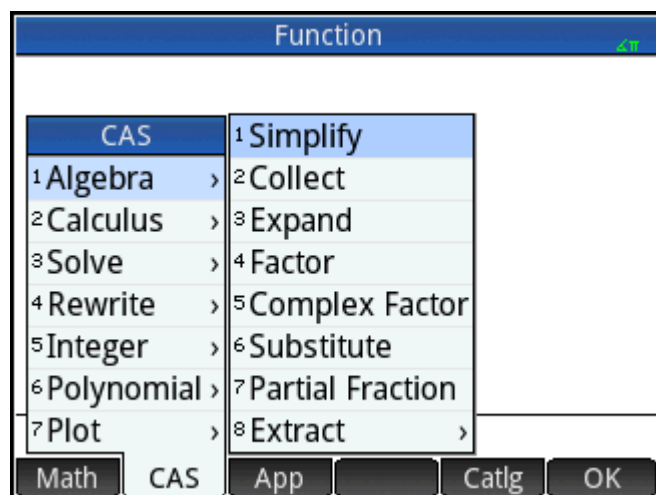 Function
∡π
CAS
1 Algebra ›
2 Calculus ›
3 Solve ›
4 Rewrite ›
5 Integer ›
6 Polynomial ›
7 Plot ›
1 Simplify
2 Collect
3 Expand
4 Factor
5 Complex Factor
6 Substitute
7 Partial Fraction
8 Extract ›
Math CAS App Catlg OK